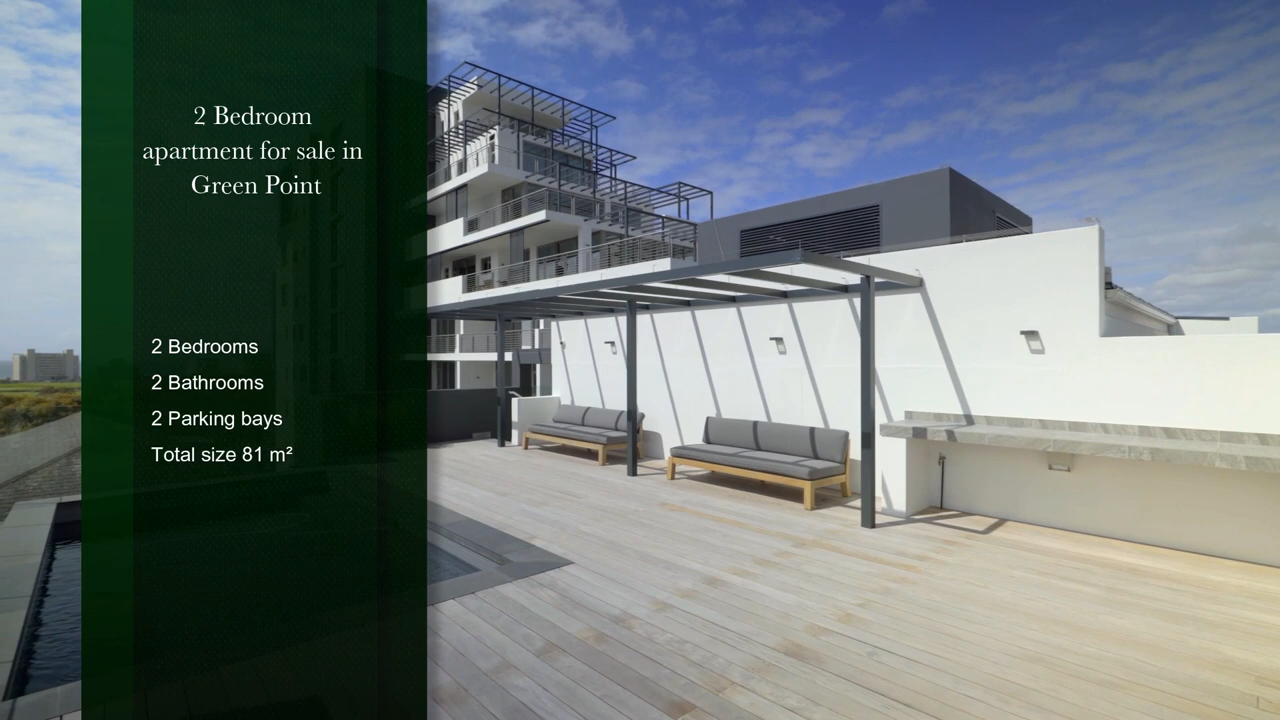 2 Bedroom
apartment for sale in
Green Point
2 Bedrooms
2 Bathrooms
2 Parking bays
Total size 81 m²